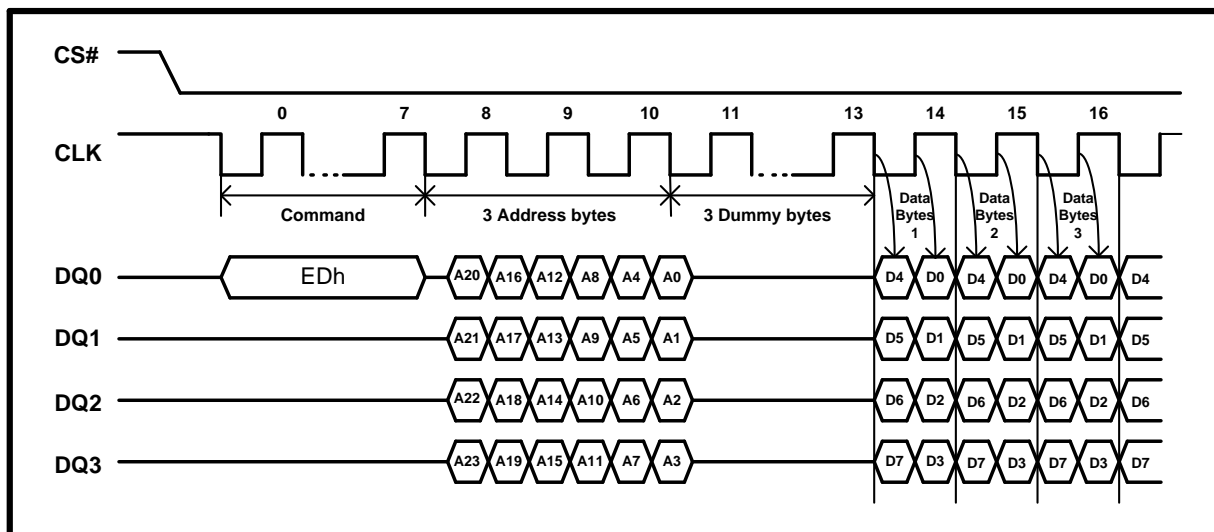 CS#
0 7 8 9 10 11 13 14 15 16
CLK
Command 3 Address bytes 3 Dummy bytes
Data Bytes 1
Data Bytes 2
Data Bytes 3
DQ0 EDh A20 A16 A12 A8 A4 A0 D4 D0 D4 D0 D4 D0 D4
DQ1 A21 A17 A13 A9 A5 A1 D5 D1 D5 D1 D5 D1 D5
DQ2 A22 A18 A14 A10 A6 A2 D6 D2 D6 D2 D6 D2 D6
DQ3 A23 A19 A15 A11 A7 A3 D7 D3 D7 D3 D7 D3 D7